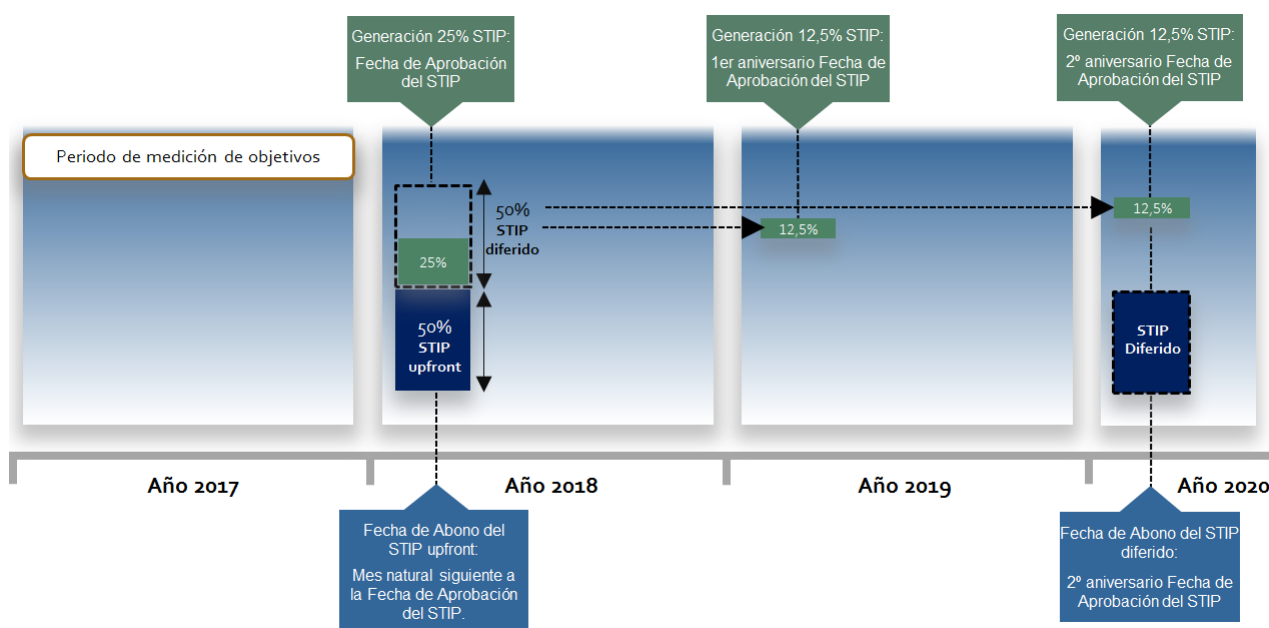 Generación 25% STIP:
Fecha de Aprobación
del STIP
Generación 12,5% STIP:
1er aniversario Fecha de
Aprobación del STIP
Generación 12,5% STIP:
2º aniversario Fecha de
Aprobación del STIP
Periodo de medición de objetivos
50%
STIP
diferido
25%
12,5%
12,5%
50%
STIP
upfront
STIP
Diferido
Año 2017
Año 2018
Año 2019
Año 2020
Fecha de Abono del
STIP upfront:
Mes natural siguiente a
la Fecha de Aprobación
del STIP.
Fecha de Abono del STIP
diferido:
2º aniversario Fecha de
Aprobación del STIP